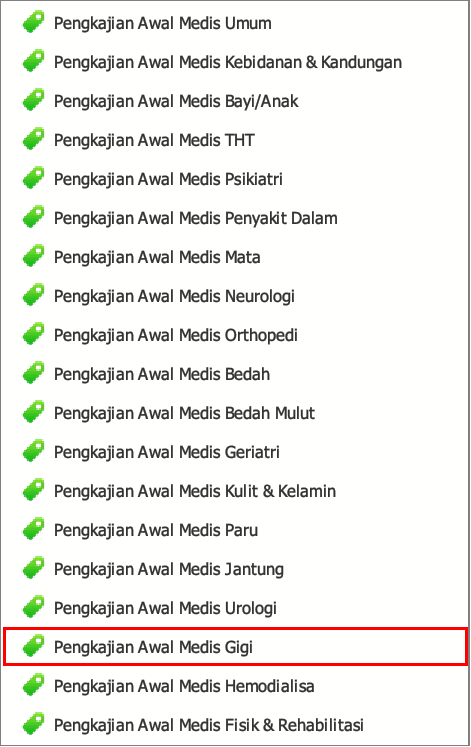 Pengkajian Awal Medis Umum
Pengkajian Awal Medis Kebidanan & Kandungan
Pengkajian Awal Medis Bayi/Anak
Pengkajian Awal Medis THT
Pengkajian Awal Medis Psikiatri
Pengkajian Awal Medis Penyakit Dalam
Pengkajian Awal Medis Mata
Pengkajian Awal Medis Neurologi
Pengkajian Awal Medis Orthopedi
Pengkajian Awal Medis Bedah
Pengkajian Awal Medis Bedah Mulut
Pengkajian Awal Medis Geriatri
Pengkajian Awal Medis Kulit & Kelamin
Pengkajian Awal Medis Paru
Pengkajian Awal Medis Jantung
Pengkajian Awal Medis Urologi
Pengkajian Awal Medis Gigi
Pengkajian Awal Medis Hemodialisa
Pengkajian Awal Medis Fisik & Rehabilitasi